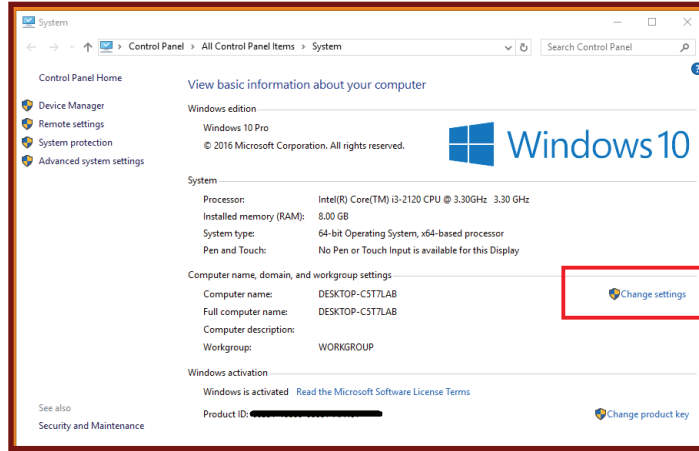 System
Control Panel > All Control Panel Items > System
Search Control Panel
?
Control Panel Home
Device Manager
Remote settings
System protection
Advanced system settings
See also
Security and Maintenance
View basic information about your computer
Windows edition
Windows 10 Pro
© 2016 Microsoft Corporation. All rights reserved.
Windows 10
System
Processor: Intel(R) Core(TM) i3-2120 CPU @ 3.30GHz 3.30 GHz
Installed memory (RAM): 8.00 GB
System type: 64-bit Operating System, x64-based processor
Pen and Touch: No Pen or Touch Input is available for this Display
Computer name, domain, and workgroup settings
Computer name: DESKTOP-C5T7LAB
Change settings
Full computer name: DESKTOP-C5T7LAB
Computer description:
Workgroup: WORKGROUP
Windows activation
Windows is activated Read the Microsoft Software License Terms
Product ID:
Change product key